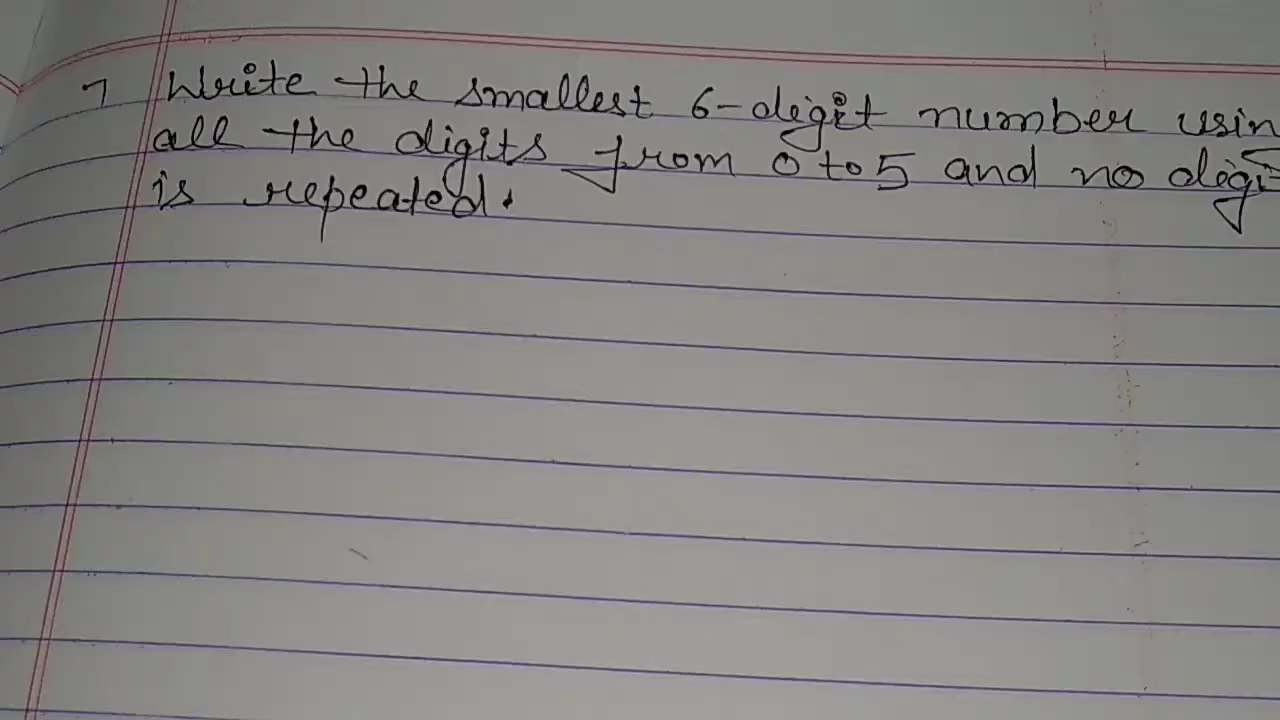 7 Write the smallest 6-digit number usin
all the digits from 0 to 5 and no digi
is repeated.